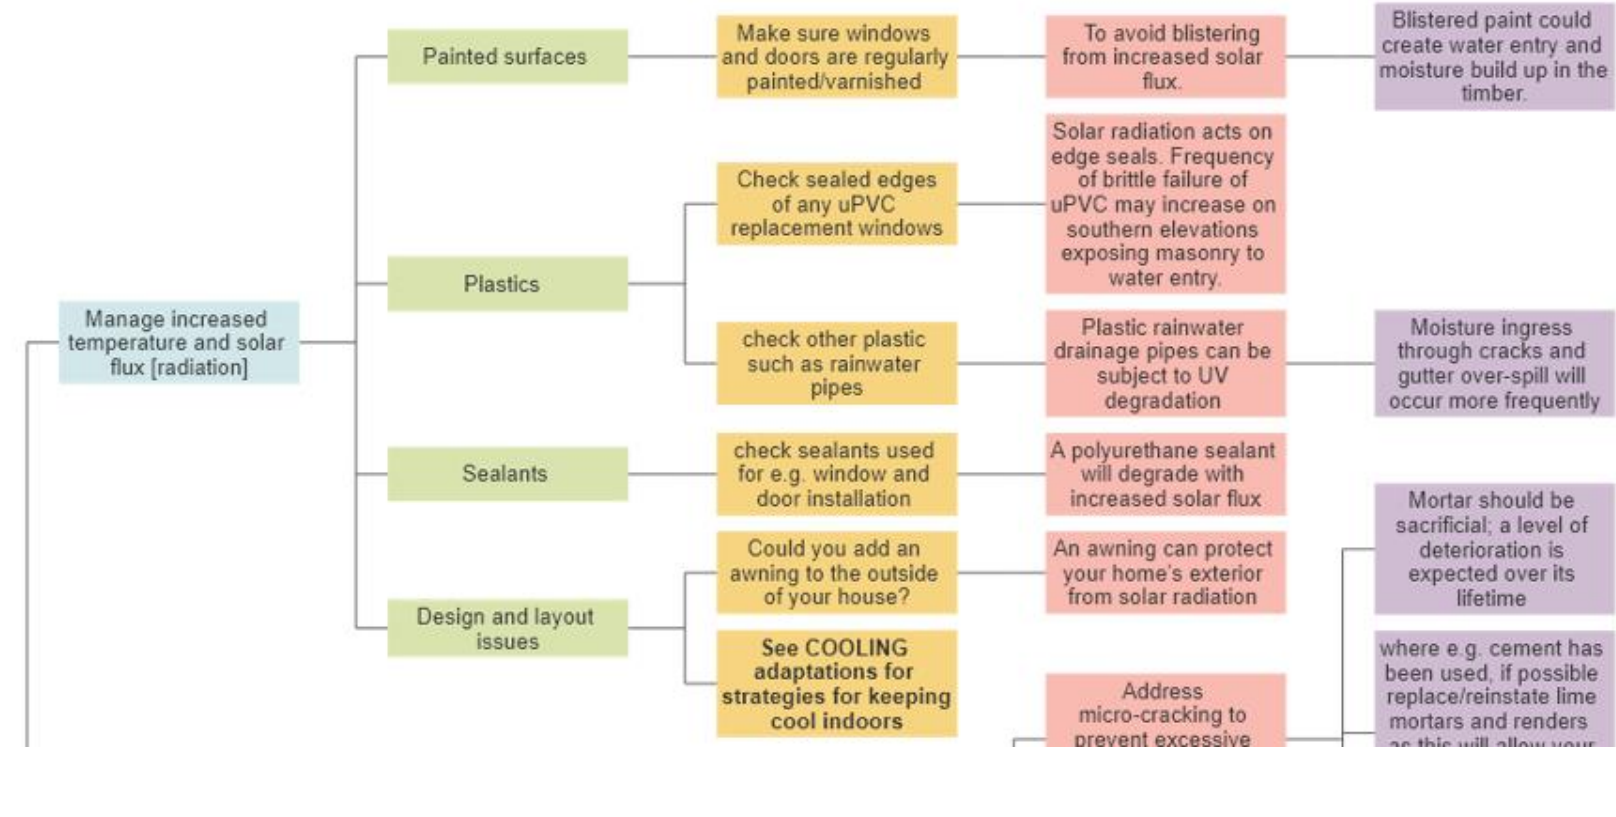 Manage increased
temperature and solar
flux [radiation]
Painted surfaces
Make sure windows
and doors are regularly
painted/varnished
To avoid blistering
from increased solar
flux.
Blistered paint could
create water entry and
moisture build up in the
timber.
Plastics
Check sealed edges
of any uPVC
replacement windows
Solar radiation acts on
edge seals. Frequency
of brittle failure of
uPVC may increase on
southern elevations
exposing masonry to
water entry.
check other plastic
such as rainwater
pipes
Plastic rainwater
drainage pipes can be
subject to UV
degradation
Moisture ingress
through cracks and
gutter over-spill will
occur more frequently
Sealants
check sealants used
for e.g. window and
door installation
A polyurethane sealant
will degrade with
increased solar flux
Design and layout
issues
Could you add an
awning to the outside
of your house?
An awning can protect
your home's exterior
from solar radiation
See COOLING
adaptations for
strategies for keeping
cool indoors
Address
micro-cracking to
prevent excessive
Mortar should be
sacrificial; a level of
deterioration is
expected over its
lifetime
where e.g. cement has
been used, if possible
replace/reinstate lime
mortars and renders
as this will allow your